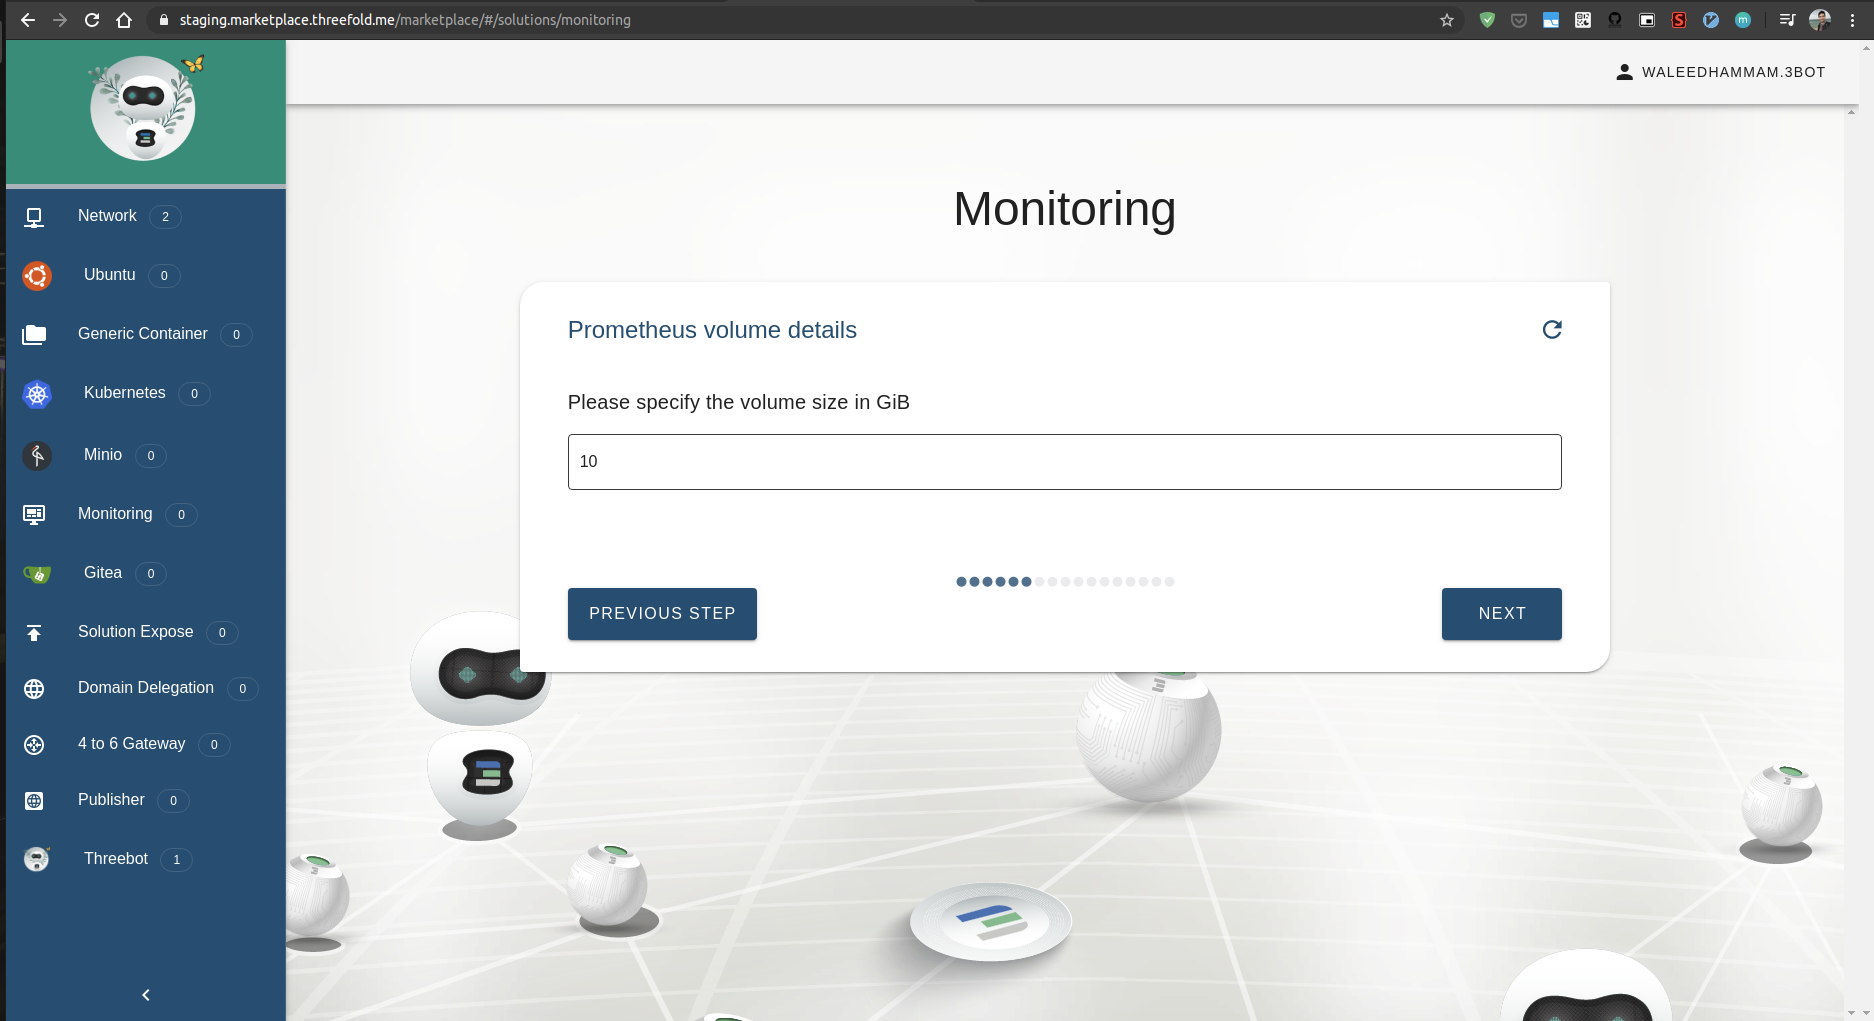 staging.marketplace.threefold.me/marketplace/#/solutions/monitoring
WALEEDHAMMAM.3BOT
Network 2
Ubuntu 0
Generic Container 0
Kubernetes 0
Minio 0
Monitoring 0
Gitea 0
Solution Expose 0
Domain Delegation 0
4 to 6 Gateway 0
Publisher 0
Threebot 1
Monitoring
Prometheus volume details
Please specify the volume size in GiB
10
PREVIOUS STEP
NEXT